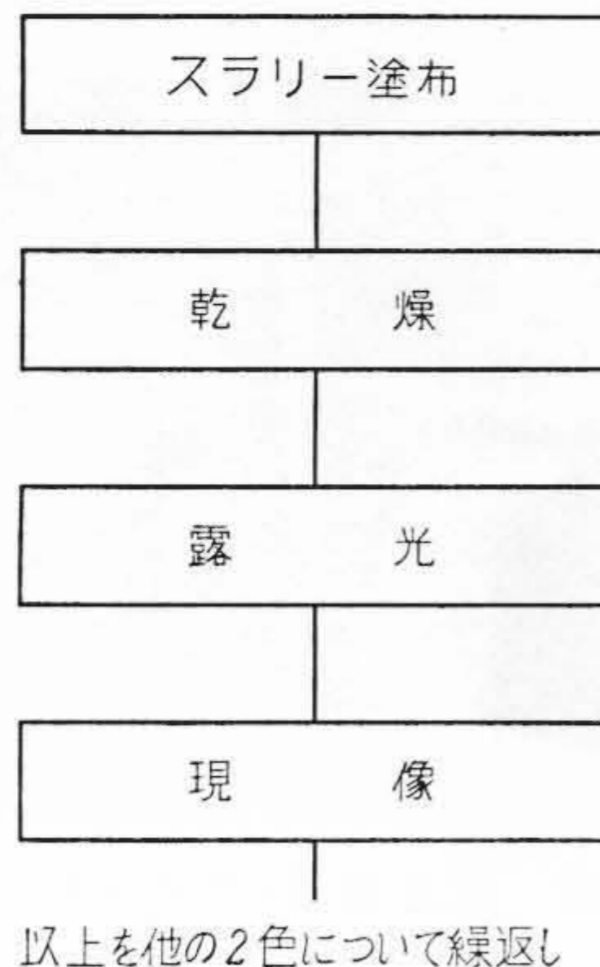 スラリー塗布
乾 燥
露 光
現 像
以上を他の2色について繰返し